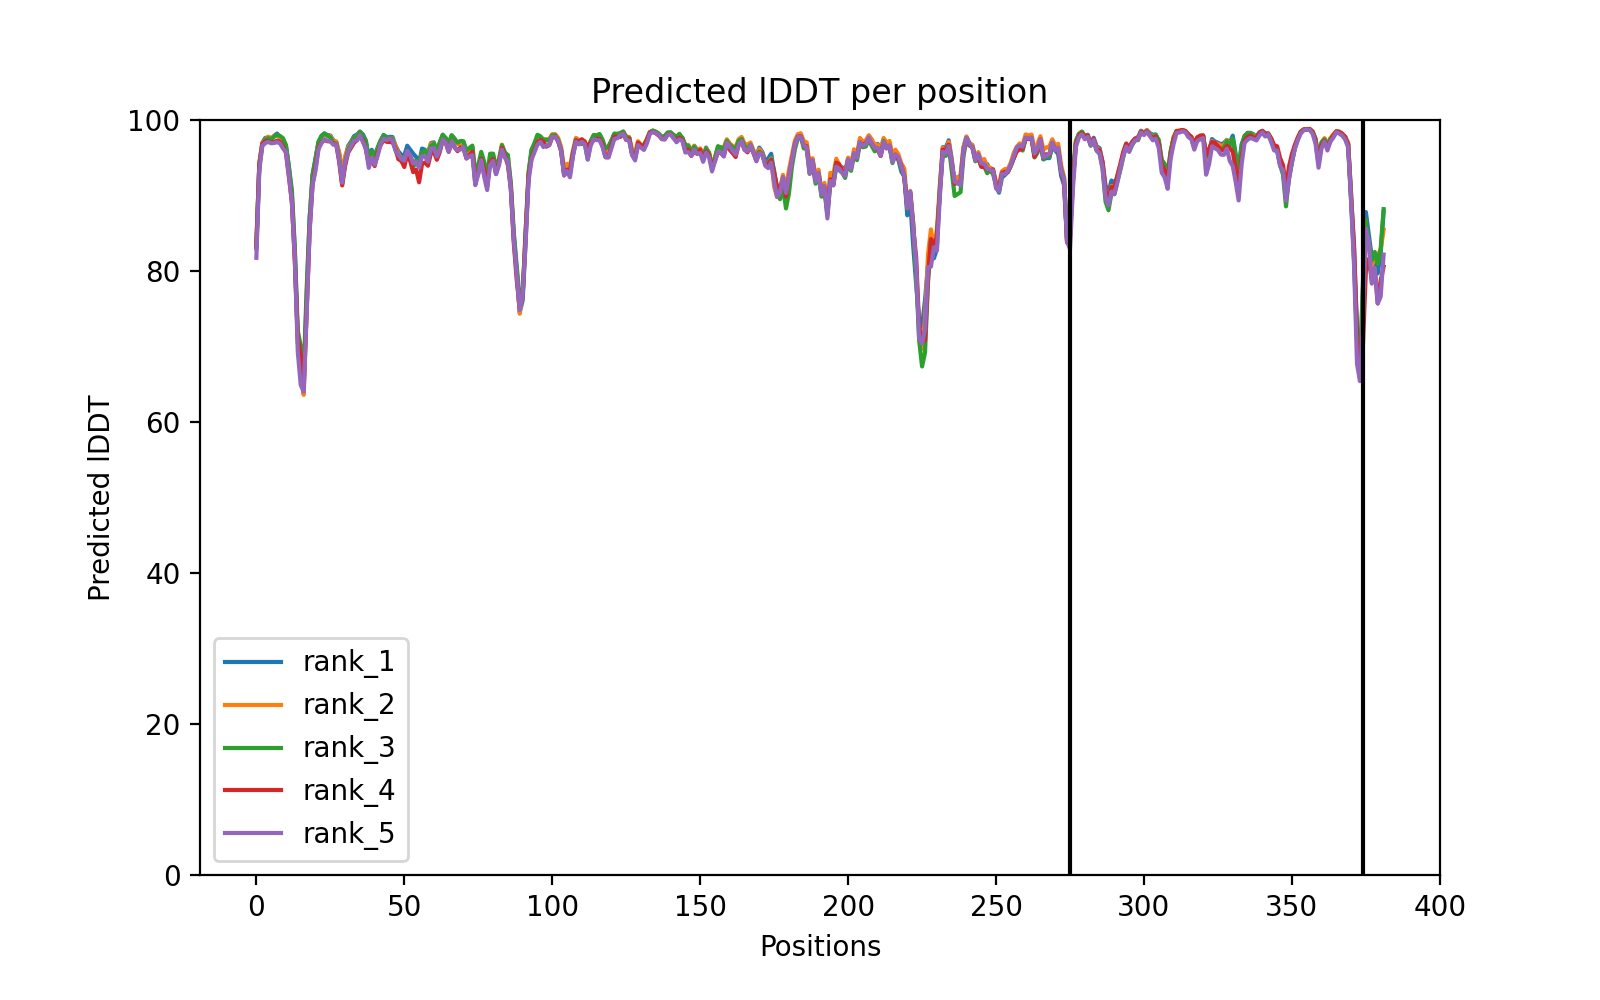 Predicted lDDT per position
100
80
60
40
20
0
Predicted lDDT
rank_1
rank_2
rank_3
rank_4
rank_5
0 50 100 150 200 250 300 350 400
Positions